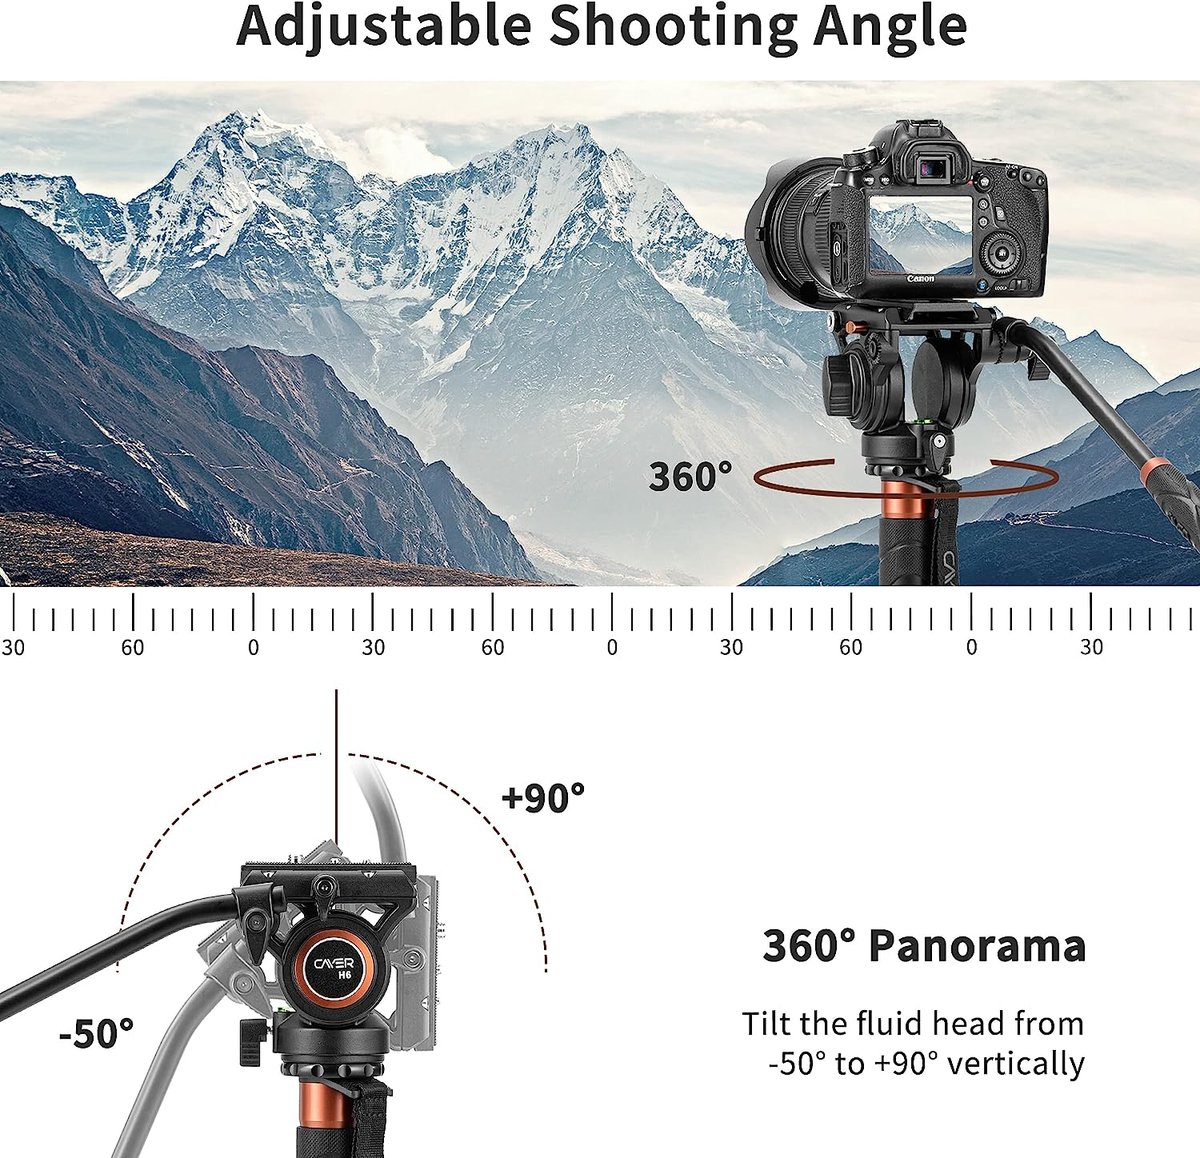 Adjustable Shooting Angle
Canon
360°
30 60 0 30 60 0 30 60 0 30
+90°
CAYER
H6
-50°
360° Panorama
Tilt the fluid head from
-50° to +90° vertically